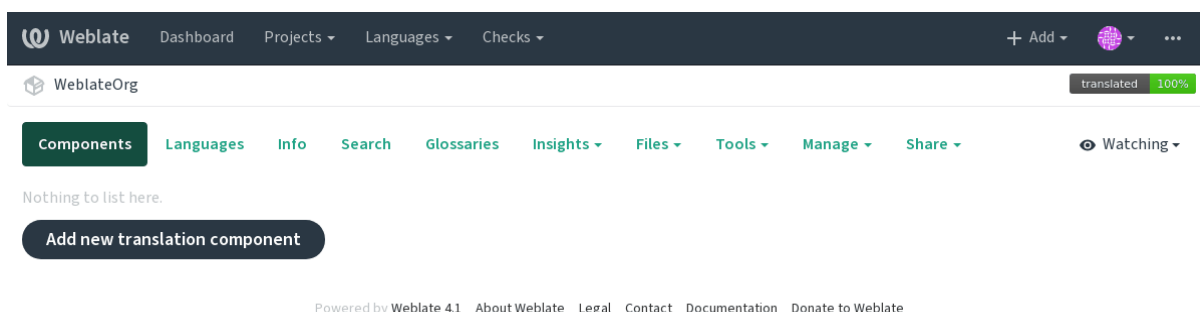 Weblate Dashboard Projects Languages Checks + Add ...
WeblateOrg translated 100%
Components Languages Info Search Glossaries Insights Files Tools Manage Share Watching
Nothing to list here.
Add new translation component
Powered by Weblate 4.1 About Weblate Legal Contact Documentation Donate to Weblate